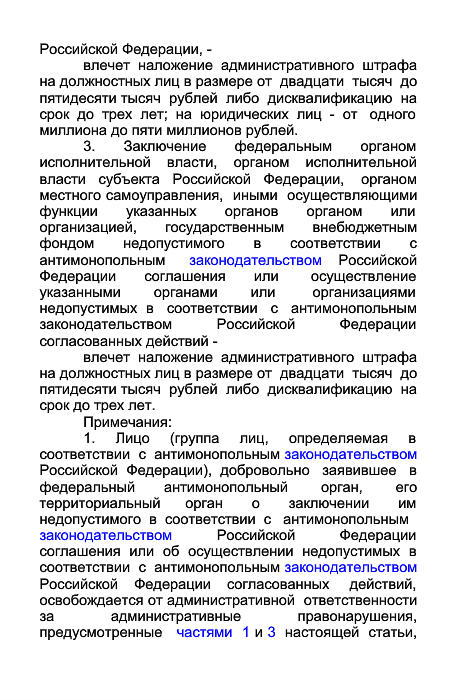 Российской Федерации, -
влечет наложение административного штрафа
на должностных лиц в размере от двадцати тысяч до
пятидесяти тысяч рублей либо дисквалификацию на
срок до трех лет; на юридических лиц - от одного
миллиона до пяти миллионов рублей.
3. Заключение федеральным органом
исполнительной власти, органом исполнительной
власти субъекта Российской Федерации, органом
местного самоуправления, иными осуществляющими
функции указанных органов органом или
организацией, государственным внебюджетным
фондом недопустимого в соответствии с
антимонопольным законодательством Российской
Федерации соглашения или осуществление
указанными органами или организациями
недопустимых в соответствии с антимонопольным
законодательством Российской Федерации
согласованных действий -
влечет наложение административного штрафа
на должностных лиц в размере от двадцати тысяч до
пятидесяти тысяч рублей либо дисквалификацию на
срок до трех лет.
Примечания:
1. Лицо (группа лиц, определяемая в
соответствии с антимонопольным законодательством
Российской Федерации), добровольно заявившее в
федеральный антимонопольный орган, его
территориальный орган о заключении им
недопустимого в соответствии с антимонопольным
законодательством Российской Федерации
соглашения или об осуществлении недопустимых в
соответствии с антимонопольным законодательством
Российской Федерации согласованных действий,
освобождается от административной ответственности
за административные правонарушения,
предусмотренные частями 1 и 3 настоящей статьи,